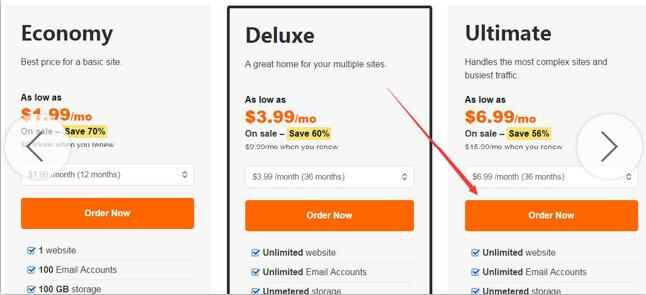 Economy
Best price for a basic site.
As low as
$1.99/mo
On sale – Save 70%
/mo when you renew
$1.99 /month (12 months)
Order Now
1 website
100 Email Accounts
100 GB storage
Deluxe
A great home for your multiple sites.
As low as
$3.99/mo
On sale – Save 60%
$9.99/mo when you renew
$3.99 /month (36 months)
Order Now
Unlimited website
Unlimited Email Accounts
Unmetered storage
Ultimate
Handles the most complex sites and
busiest traffic.
As low as
$6.99/mo
On sale – Save 56%
$15.99/mo when you renew
$6.99 /month (36 months)
Order Now
Unlimited website
Unlimited Email Accounts
Unmetered storage